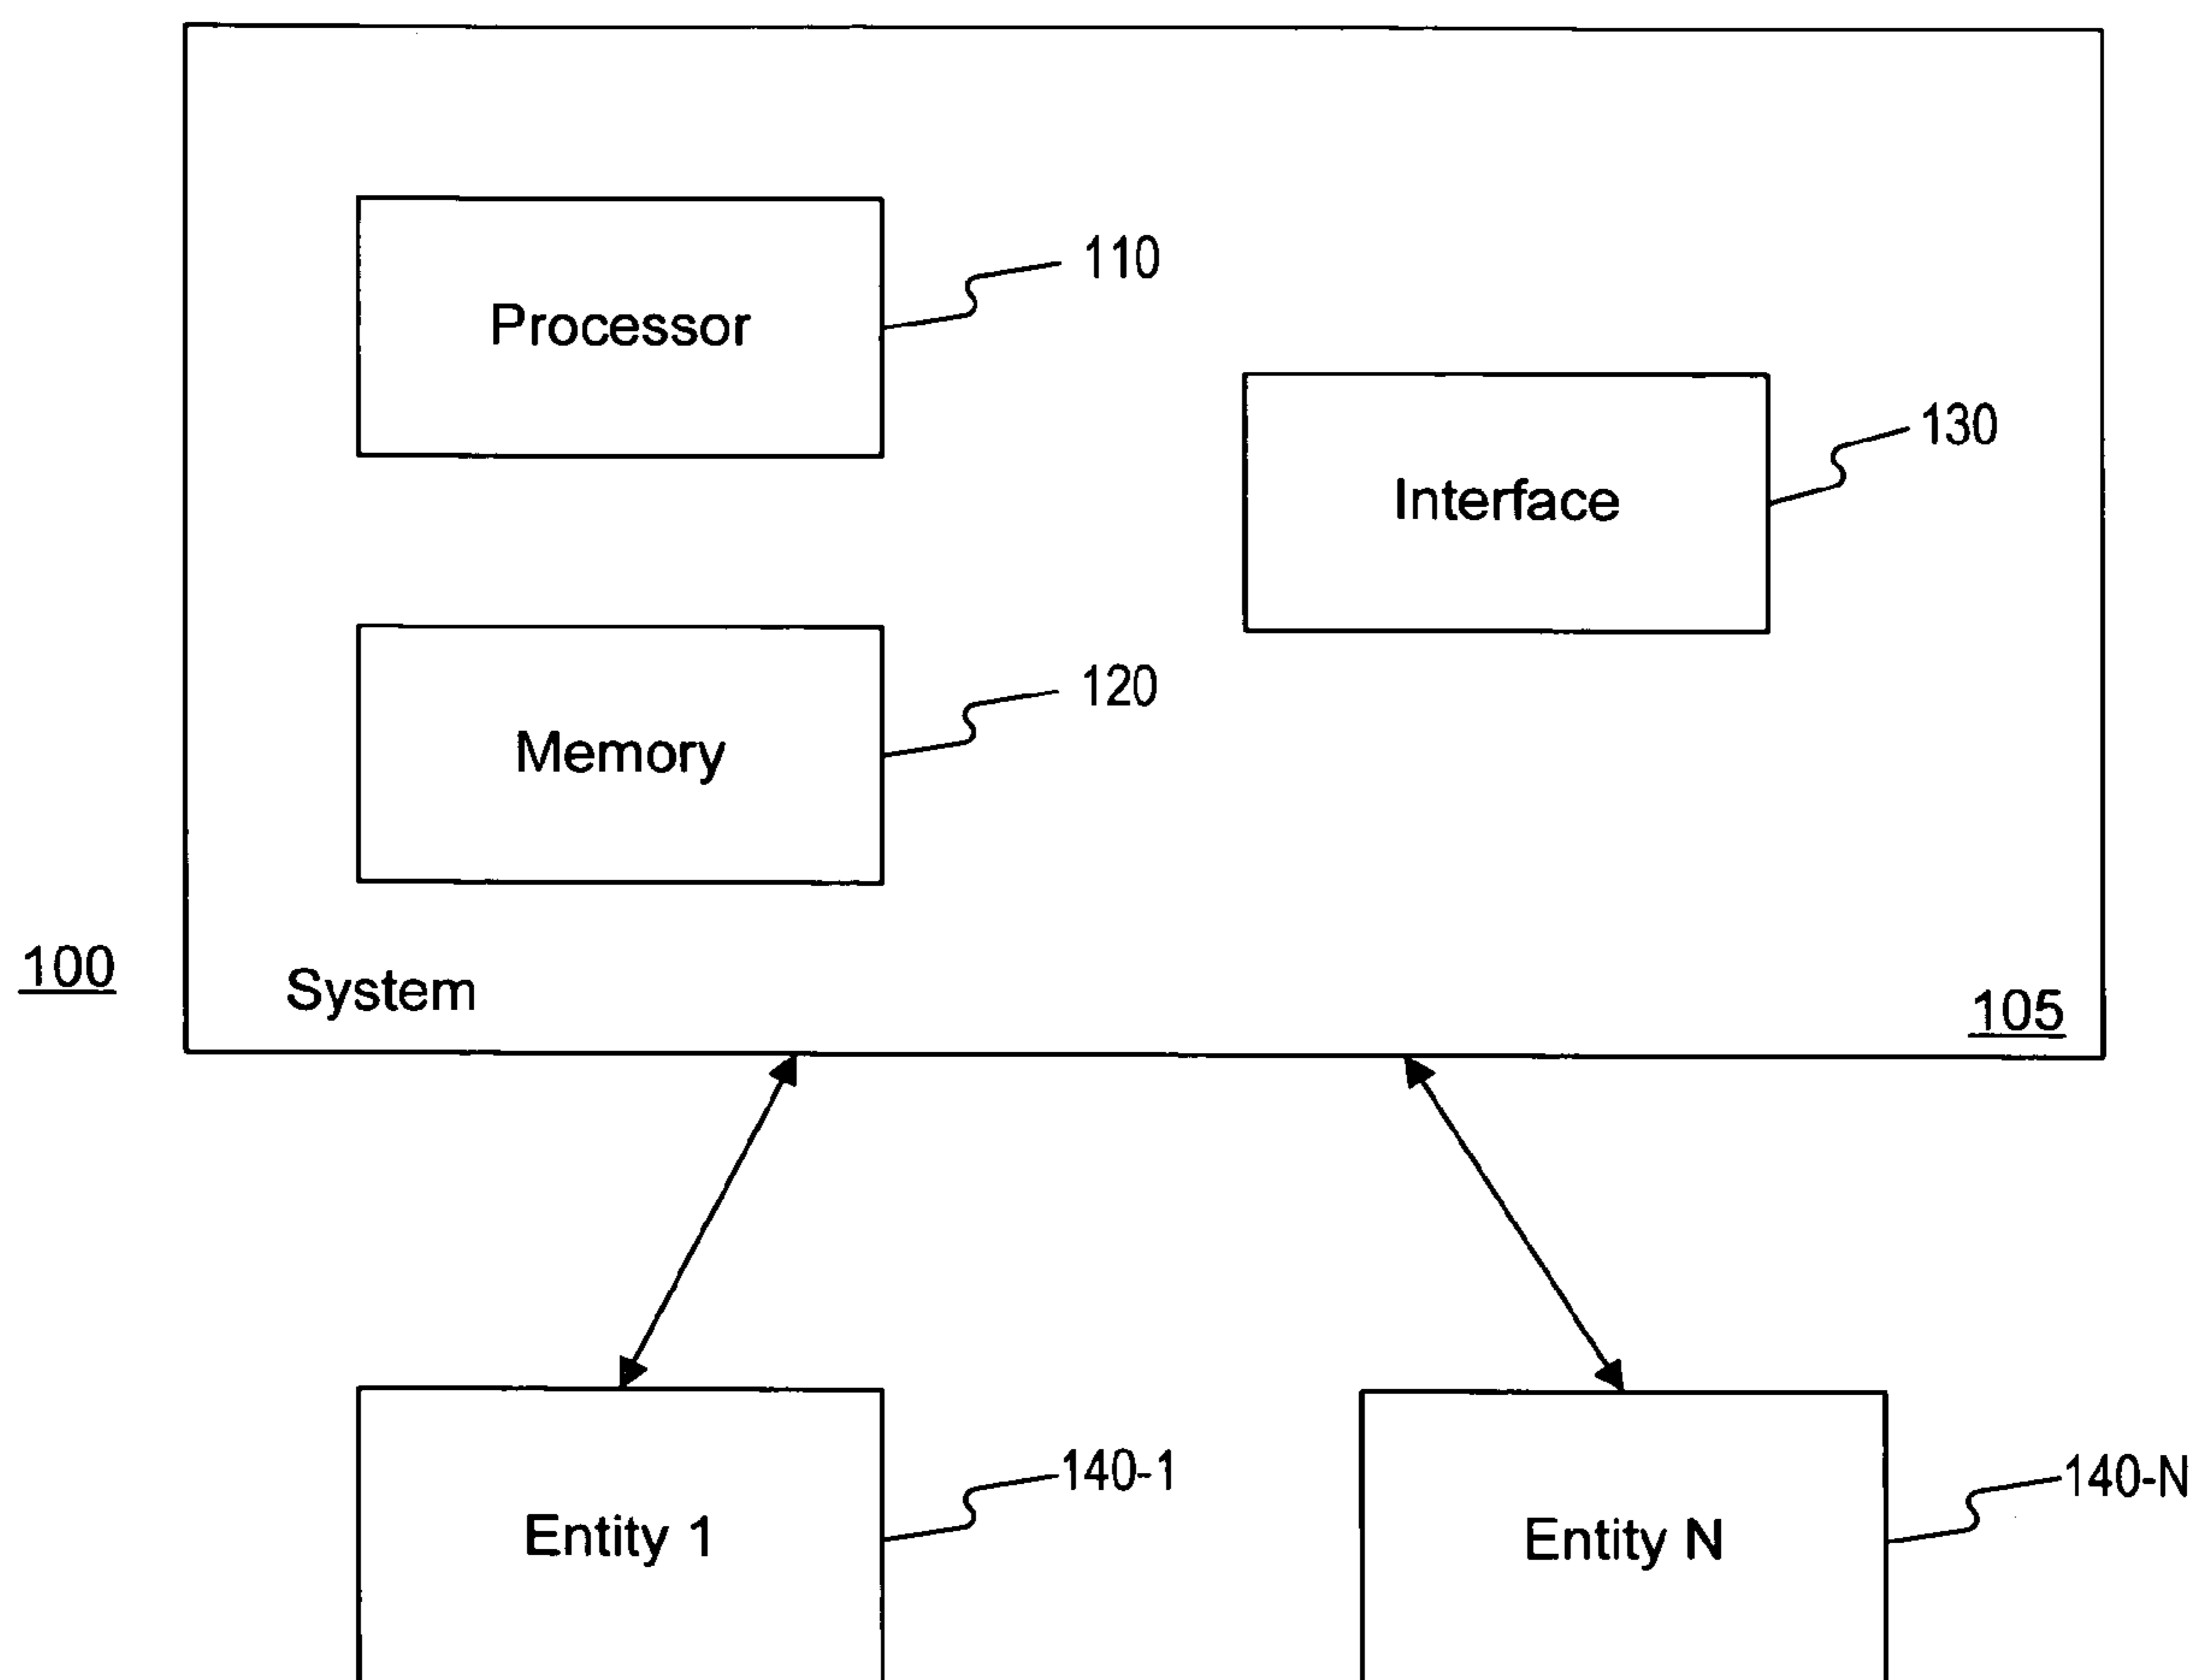 110
Processor
130
Interface
120
Memory
100
System
105
140-1
140-N
Entity 1
Entity N